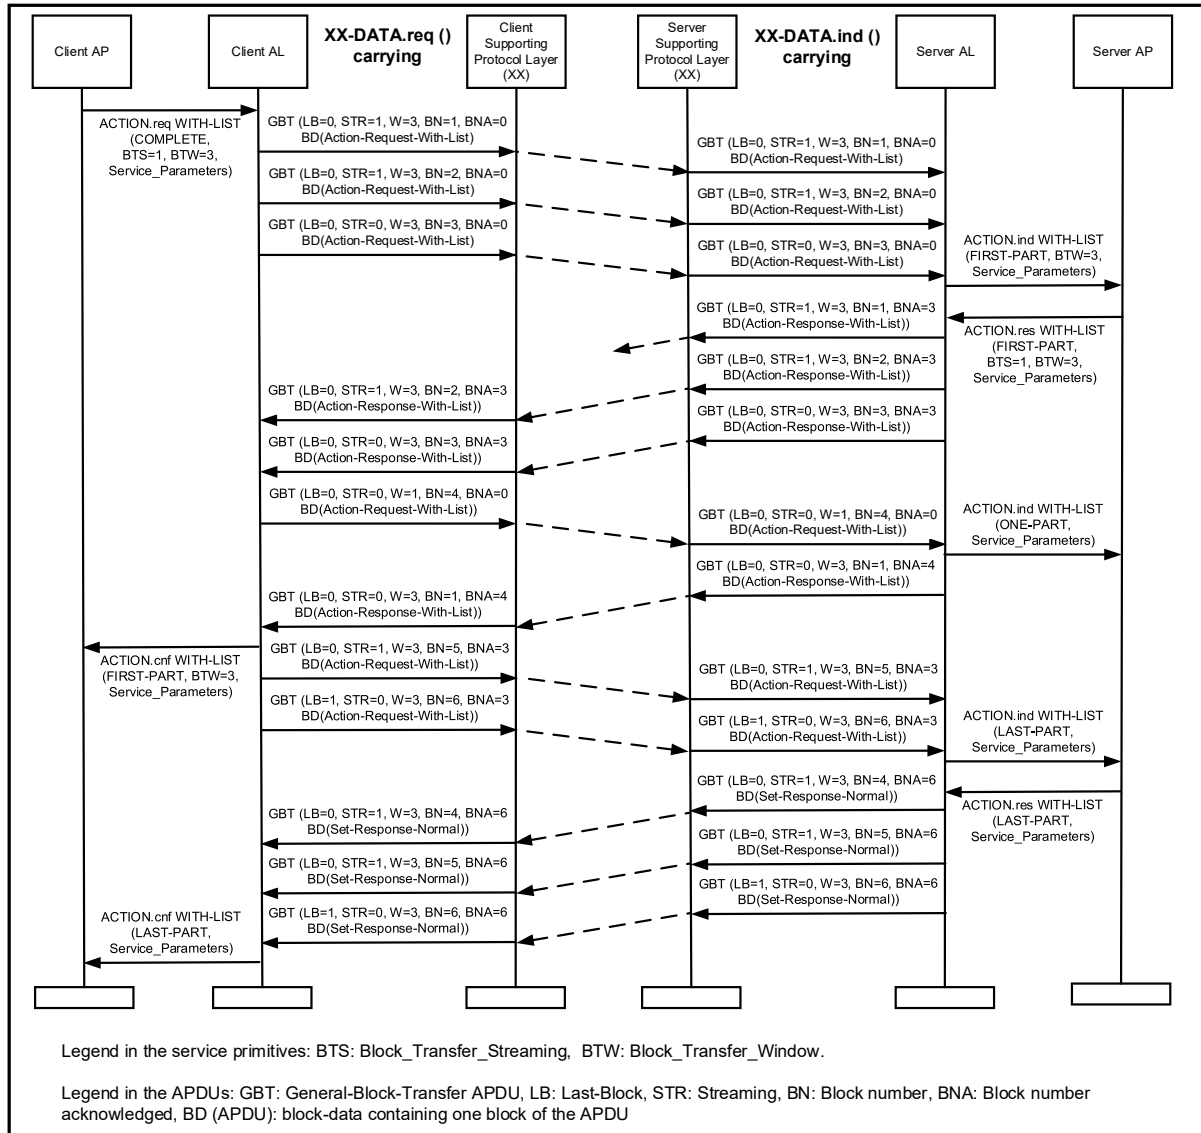 Client AP
Client AL
XX-DATA.req ()
carrying
Client
Supporting
Protocol Layer
(XX)
Server
Supporting
Protocol Layer
(XX)
XX-DATA.ind ()
carrying
Server AL
Server AP
ACTION.req WITH-LIST
(COMPLETE,
BTS=1, BTW=3,
Service_Parameters)
GBT (LB=0, STR=1, W=3, BN=1, BNA=0
BD(Action-Request-With-List)
GBT (LB=0, STR=1, W=3, BN=1, BNA=0
BD(Action-Request-With-List)
GBT (LB=0, STR=1, W=3, BN=2, BNA=0
BD(Action-Request-With-List)
GBT (LB=0, STR=1, W=3, BN=2, BNA=0
BD(Action-Request-With-List)
GBT (LB=0, STR=0, W=3, BN=3, BNA=0
BD(Action-Request-With-List)
GBT (LB=0, STR=0, W=3, BN=3, BNA=0
BD(Action-Request-With-List)
ACTION.ind WITH-LIST
(FIRST-PART, BTW=3,
Service_Parameters)
GBT (LB=0, STR=1, W=3, BN=1, BNA=3
BD(Action-Response-With-List))
ACTION.res WITH-LIST
(FIRST-PART,
BTS=1, BTW=3,
Service_Parameters)
GBT (LB=0, STR=1, W=3, BN=2, BNA=3
BD(Action-Response-With-List))
GBT (LB=0, STR=1, W=3, BN=2, BNA=3
BD(Action-Response-With-List))
GBT (LB=0, STR=0, W=3, BN=3, BNA=3
BD(Action-Response-With-List))
GBT (LB=0, STR=0, W=3, BN=3, BNA=3
BD(Action-Response-With-List))
GBT (LB=0, STR=0, W=1, BN=4, BNA=0
BD(Action-Request-With-List))
GBT (LB=0, STR=0, W=1, BN=4, BNA=0
BD(Action-Request-With-List))
ACTION.ind WITH-LIST
(ONE-PART,
Service_Parameters)
GBT (LB=0, STR=0, W=3, BN=1, BNA=4
BD(Action-Response-With-List))
GBT (LB=0, STR=0, W=3, BN=1, BNA=4
BD(Action-Response-With-List))
ACTION.cnf WITH-LIST
(FIRST-PART, BTW=3,
Service_Parameters)
GBT (LB=0, STR=1, W=3, BN=5, BNA=3
BD(Action-Request-With-List))
GBT (LB=0, STR=1, W=3, BN=5, BNA=3
BD(Action-Request-With-List))
GBT (LB=1, STR=0, W=3, BN=6, BNA=3
BD(Action-Request-With-List))
GBT (LB=1, STR=0, W=3, BN=6, BNA=3
BD(Action-Request-With-List))
ACTION.ind WITH-LIST
(LAST-PART,
Service_Parameters)
GBT (LB=0, STR=1, W=3, BN=4, BNA=6
BD(Set-Response-Normal))
ACTION.res WITH-LIST
(LAST-PART,
Service_Parameters)
GBT (LB=0, STR=1, W=3, BN=4, BNA=6
BD(Set-Response-Normal))
GBT (LB=0, STR=1, W=3, BN=5, BNA=6
BD(Set-Response-Normal))
GBT (LB=0, STR=1, W=3, BN=5, BNA=6
BD(Set-Response-Normal))
GBT (LB=1, STR=0, W=3, BN=6, BNA=6
BD(Set-Response-Normal))
GBT (LB=1, STR=0, W=3, BN=6, BNA=6
BD(Set-Response-Normal))
ACTION.cnf WITH-LIST
(LAST-PART,
Service_Parameters)
Legend in the service primitives: BTS: Block_Transfer_Streaming, BTW: Block_Transfer_Window.
Legend in the APDUs: GBT: General-Block-Transfer APDU, LB: Last-Block, STR: Streaming, BN: Block number, BNA: Block number
acknowledged, BD (APDU): block-data containing one block of the APDU